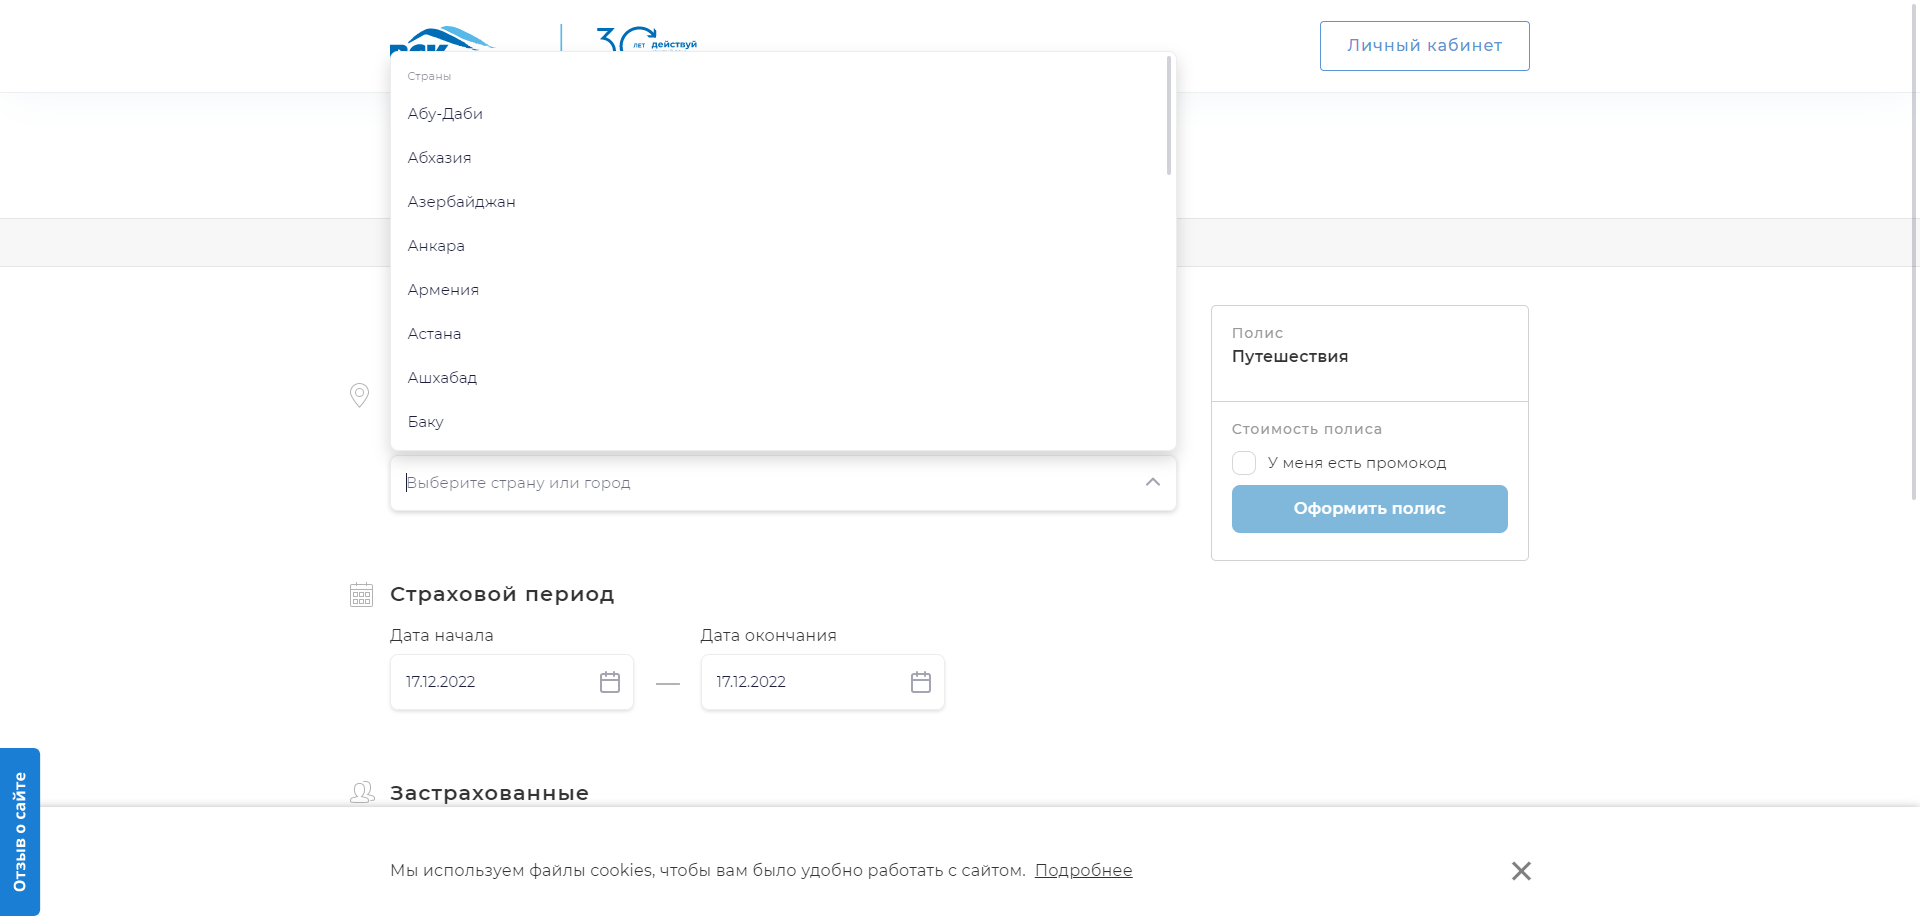 ЛЕТ действуй
Личный кабинет
Страны
Абу-Даби
Абхазия
Азербайджан
Анкара
Армения
Астана
Ашхабад
Баку
Выберите страну или город
Полис
Путешествия
Стоимость полиса
У меня есть промокод
Оформить полис
Страховой период
Дата начала
Дата окончания
17.12.2022
—
17.12.2022
Застрахованные
Отзыв о сайте
Мы используем файлы cookies, чтобы вам было удобно работать с сайтом. Подробнее